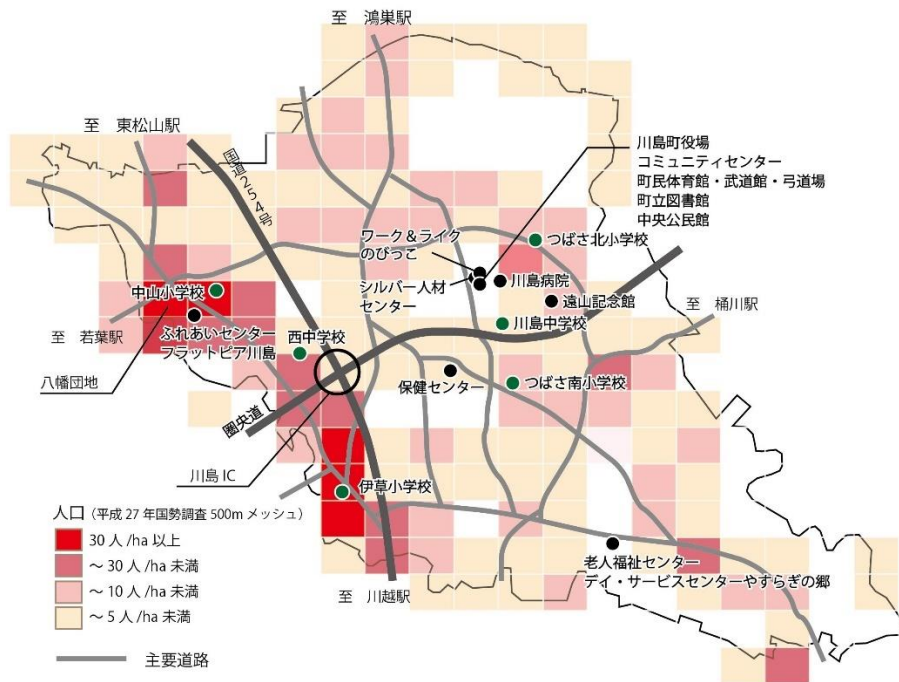 至 鴻巣駅
至 東松山駅
国道254号
川島町役場
コミュニティセンター
町民体育館・武道館・弓道場
町立図書館
中央公民館
ワーク&ライク
のびっこ
つばさ北小学校
シルバー人材
センター
川島病院
遠山記念館
中山小学校
至 桶川駅
至 若葉駅
ふれあいセンター
フラットピア川島
西中学校
川島中学校
八幡団地
保健センター
つばさ南小学校
圏央道
川島IC
伊草小学校
人口（平成27年国勢調査500mメッシュ）
30人/ha以上
～30人/ha未満
～10人/ha未満
～5人/ha未満
主要道路
至 川越駅
老人福祉センター
デイ・サービスセンターやすらぎの郷